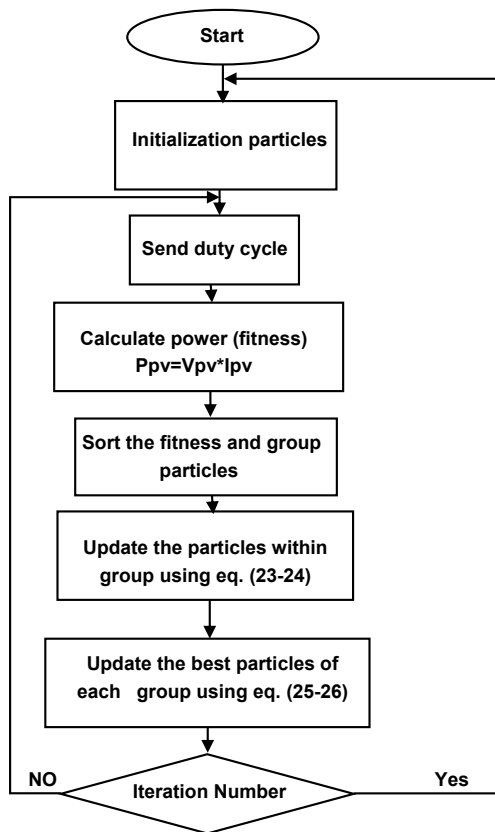 Start
Initialization particles
Send duty cycle
Calculate power (fitness)
Ppv=Vpv*Ipv
Sort the fitness and group
particles
Update the particles within
group using eq. (23-24)
Update the best particles of
each group using eq. (25-26)
NO
Iteration Number
Yes